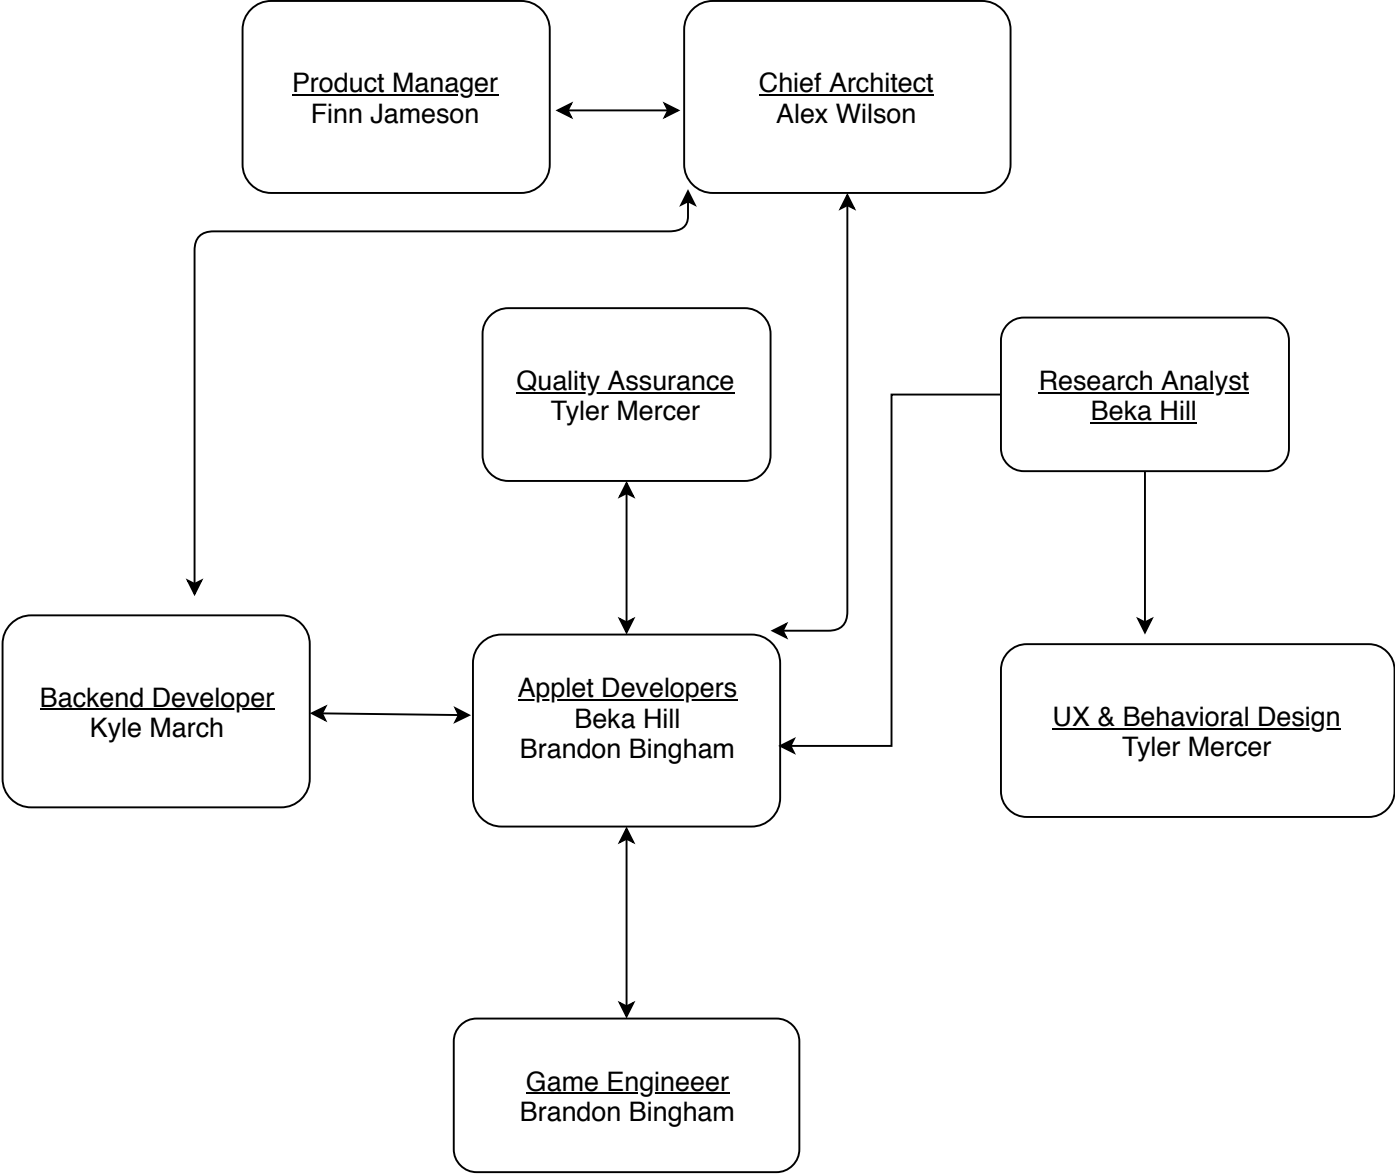 Product Manager
Finn Jameson
Chief Architect
Alex Wilson
Quality Assurance
Tyler Mercer
Research Analyst
Beka Hill
Backend Developer
Kyle March
Applet Developers
Beka Hill
Brandon Bingham
UX & Behavioral Design
Tyler Mercer
Game Engineeer
Brandon Bingham